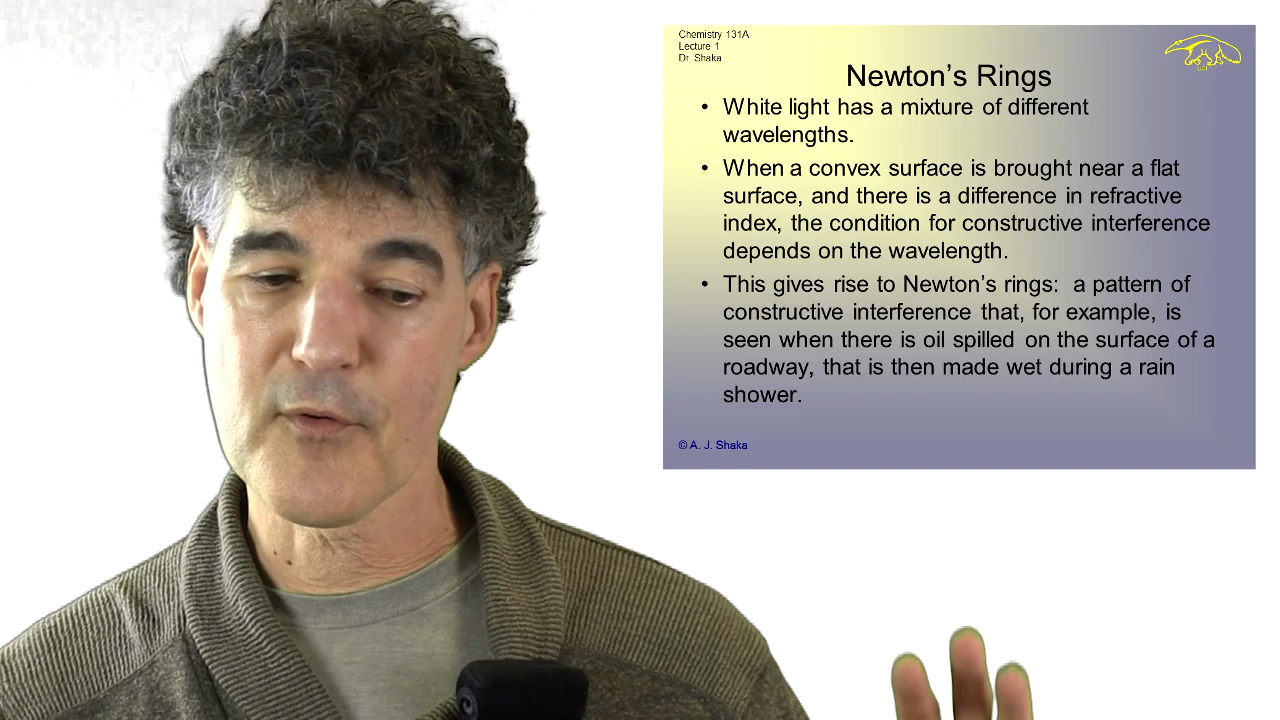 Chemistry 131A
Lecture 1
Dr. Shaka
Newton's Rings
• White light has a mixture of different
wavelengths.
• When a convex surface is brought near a flat
surface, and there is a difference in refractive
index, the condition for constructive interference
depends on the wavelength.
• This gives rise to Newton's rings: a pattern of
constructive interference that, for example, is
seen when there is oil spilled on the surface of a
roadway, that is then made wet during a rain
shower.
© A. J. Shaka